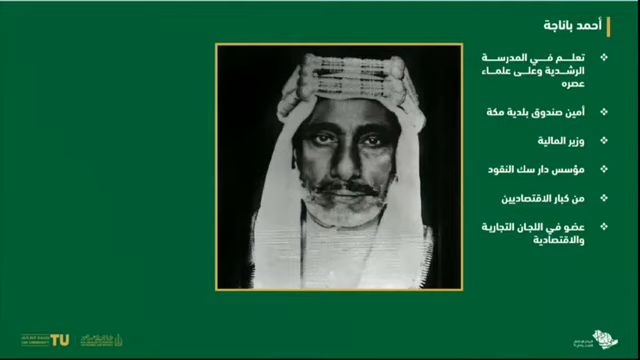 أحمد باناجة
❖ تعلم في المدرسة
الرشدية وعلى علماء
عصره
❖ أمين صندوق بلدية مكة
❖ وزير المالية
❖ مؤسس دار سك النقود
❖ من كبار الاقتصاديين
❖ عضو في اللجان التجارية
والاقتصادية
TU